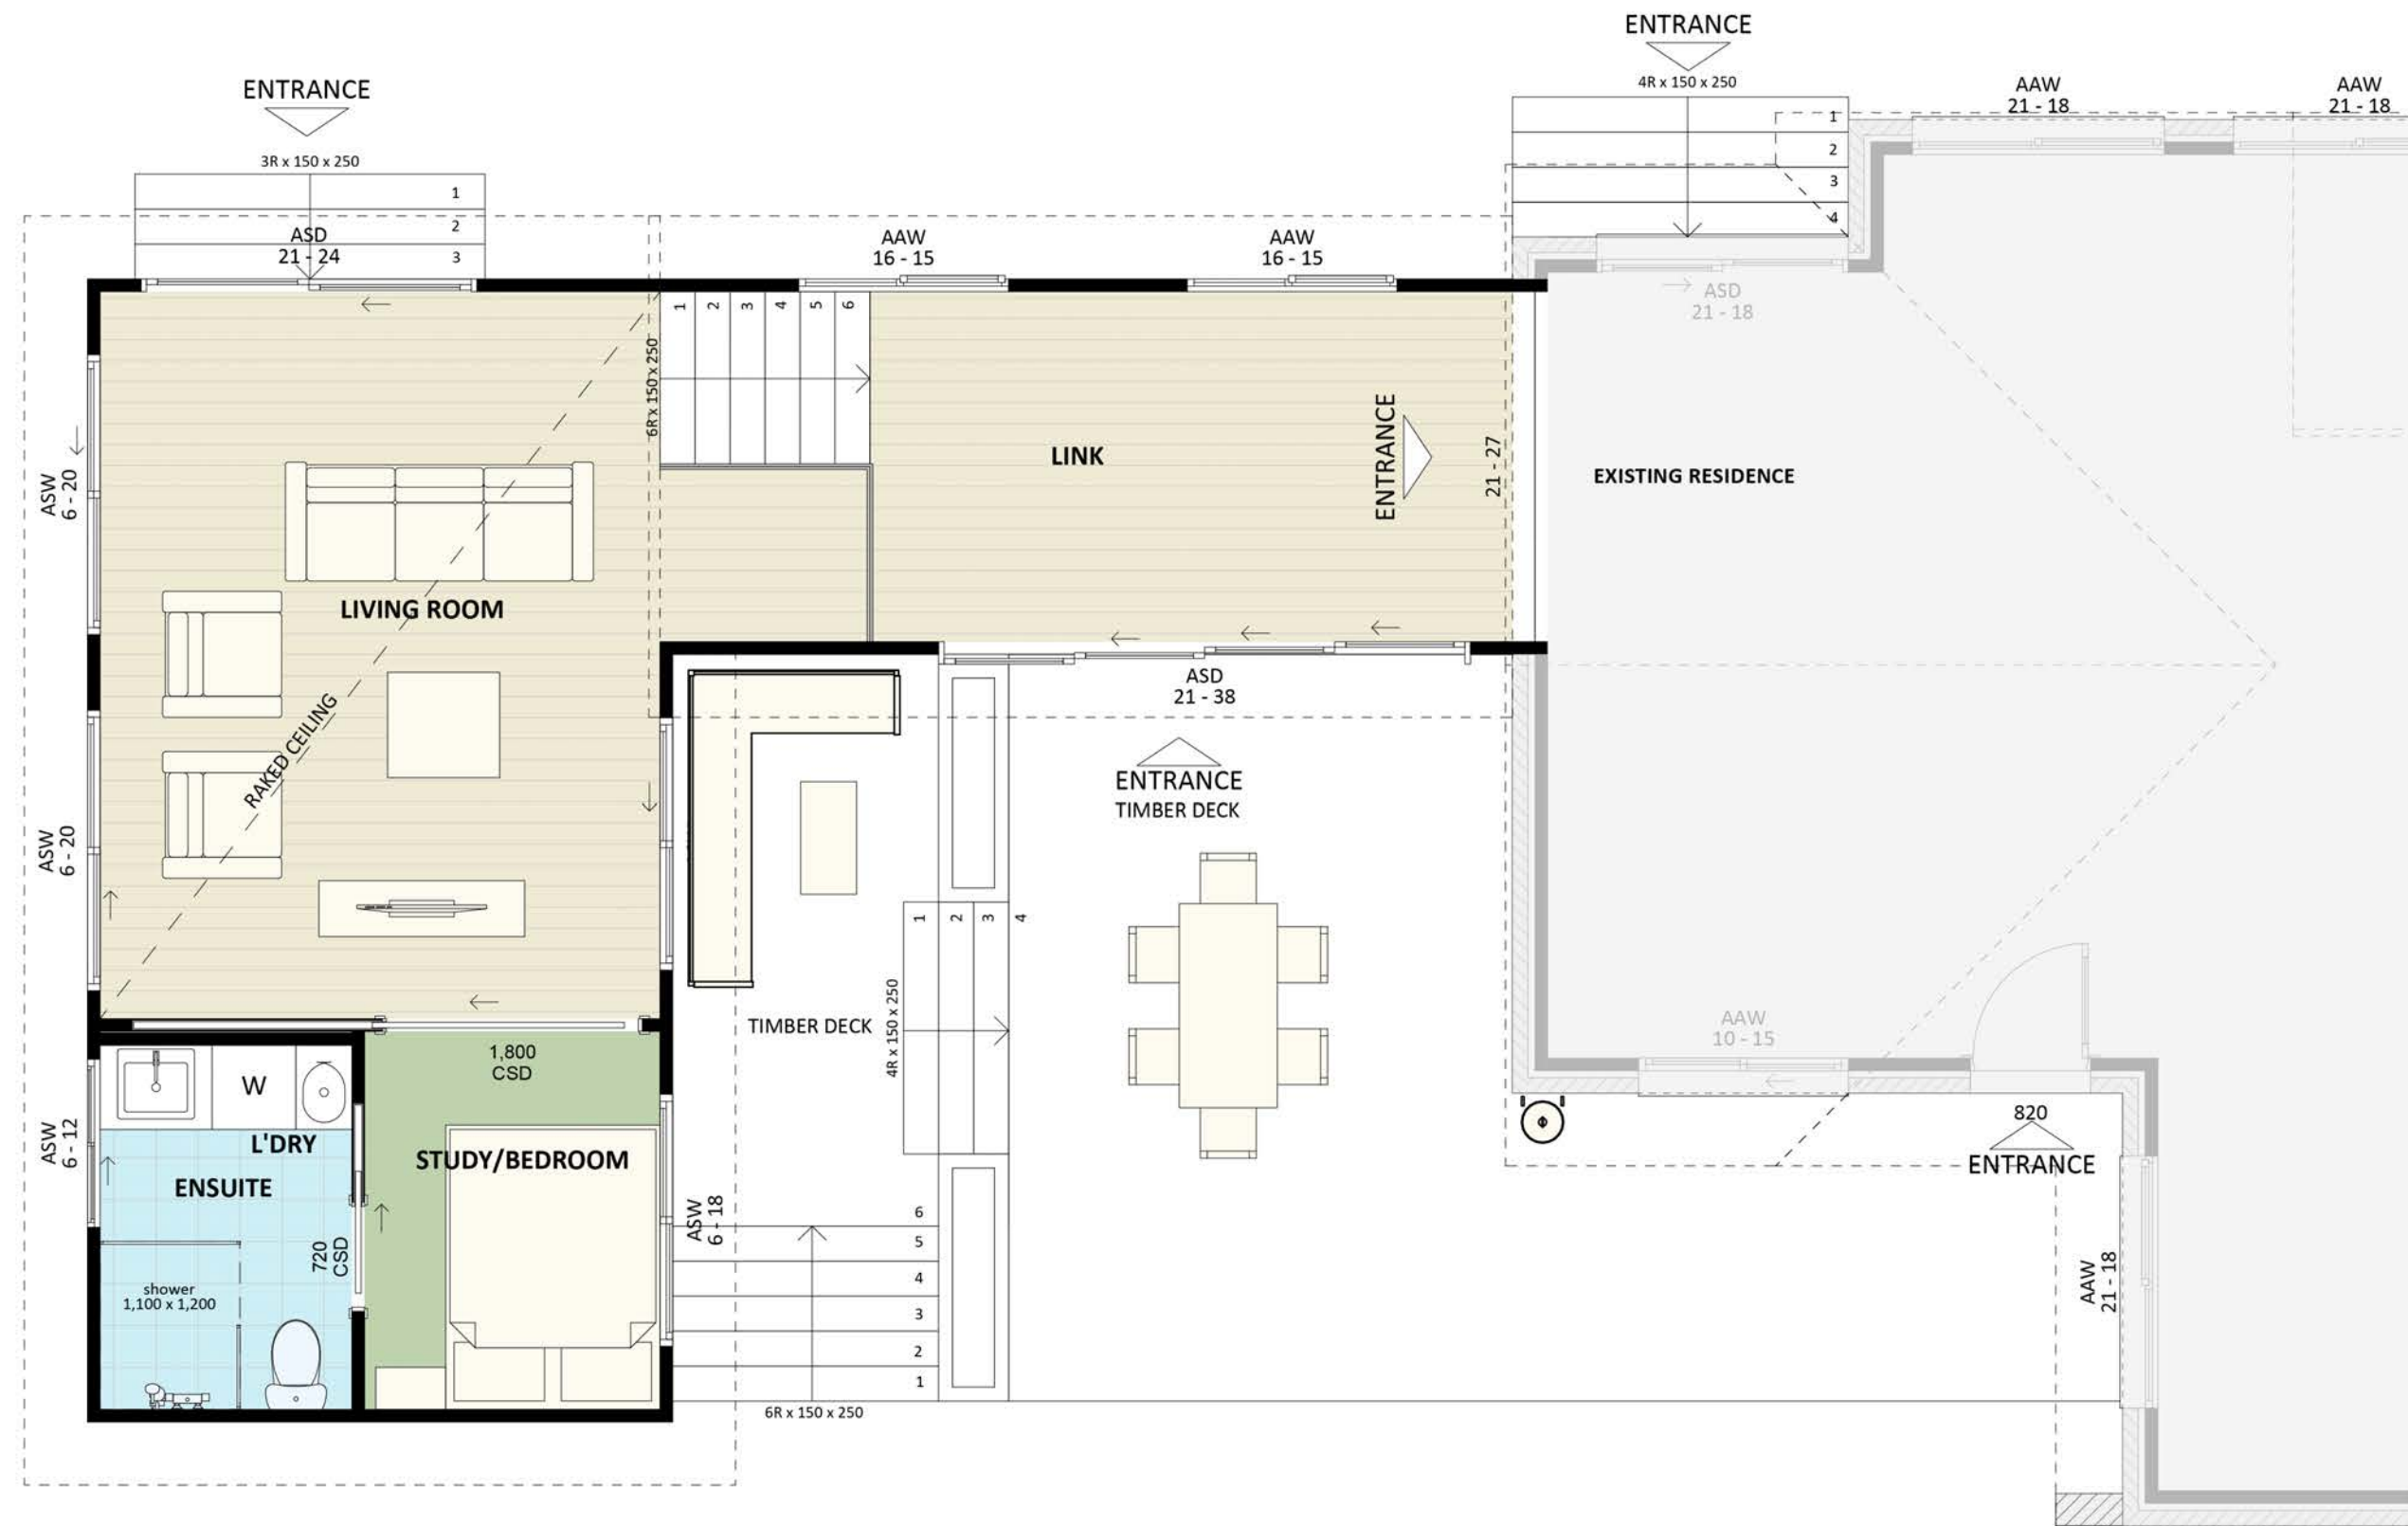 ENTRANCE
4R x 150 x 250
1
2
3
4
AAW
21 - 18
AAW
21 - 18
ENTRANCE
3R x 150 x 250
1
2
3
ASD
21 - 24
AAW
16 - 15
AAW
16 - 15
ASD
21 - 18
1
2
3
4
5
6
6R x 150 x 250
LINK
ENTRANCE
21 - 27
EXISTING RESIDENCE
ASW
6 - 20
LIVING ROOM
RAKED CEILING
ASW
6 - 20
ASD
21 - 38
ENTRANCE
TIMBER DECK
1
2
3
4
4R x 150 x 250
TIMBER DECK
AAW
10 - 15
1,800
CSD
W
L'DRY
ENSUITE
ASW
6 - 12
STUDY/BEDROOM
720
CSD
shower
1,100 x 1,200
ASW
6 - 18
6
5
4
3
2
1
6R x 150 x 250
820
ENTRANCE
AAW
21 - 18